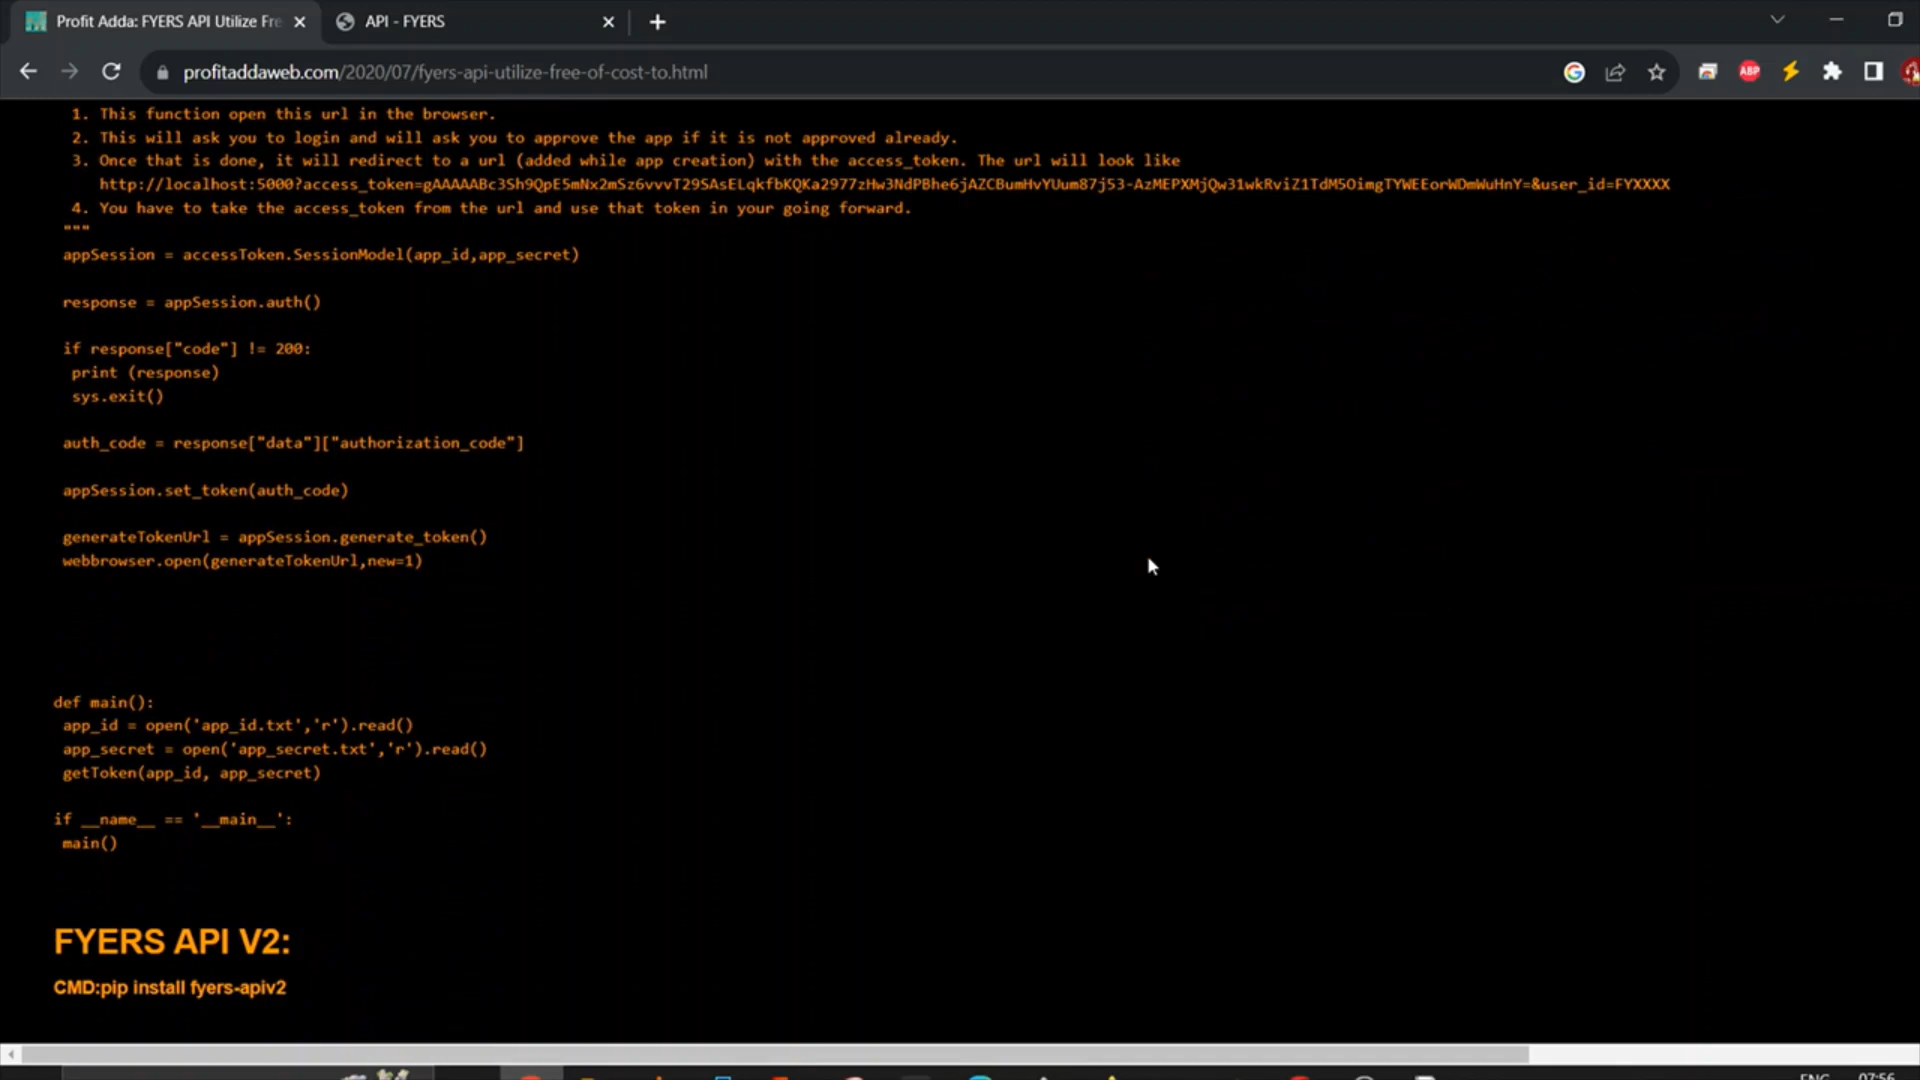 Profit Adda: FYERS API Utilize Fre
API - FYERS
profitaddaweb.com/2020/07/fyers-api-utilize-free-of-cost-to.html
ABP
1. This function open this url in the browser.
2. This will ask you to login and will ask you to approve the app if it is not approved already.
3. Once that is done, it will redirect to a url (added while app creation) with the access_token. The url will look like
http://localhost:5000?access_token=gAAAAABc3Sh9QpE5mNx2mSz6vvvT29SAsELqkfbKQKa2977zHw3NdPBhe6jAZCBumHvYUum87j53-AzMEPXMjQw31wkRviZ1TdM5OimgTYWEEorWDmWuHnY=&user_id=FYXXXX
4. You have to take the access_token from the url and use that token in your going forward.
"""
appSession = accessToken.SessionModel(app_id,app_secret)
response = appSession.auth()
if response["code"] != 200:
print (response)
sys.exit()
auth_code = response["data"]["authorization_code"]
appSession.set_token(auth_code)
generateTokenUrl = appSession.generate_token()
webbrowser.open(generateTokenUrl,new=1)
def main():
app_id = open('app_id.txt','r').read()
app_secret = open('app_secret.txt','r').read()
getToken(app_id, app_secret)
if __name__ == '__main__':
main()
FYERS API V2:
CMD:pip install fyers-apiv2
ENG
07:56